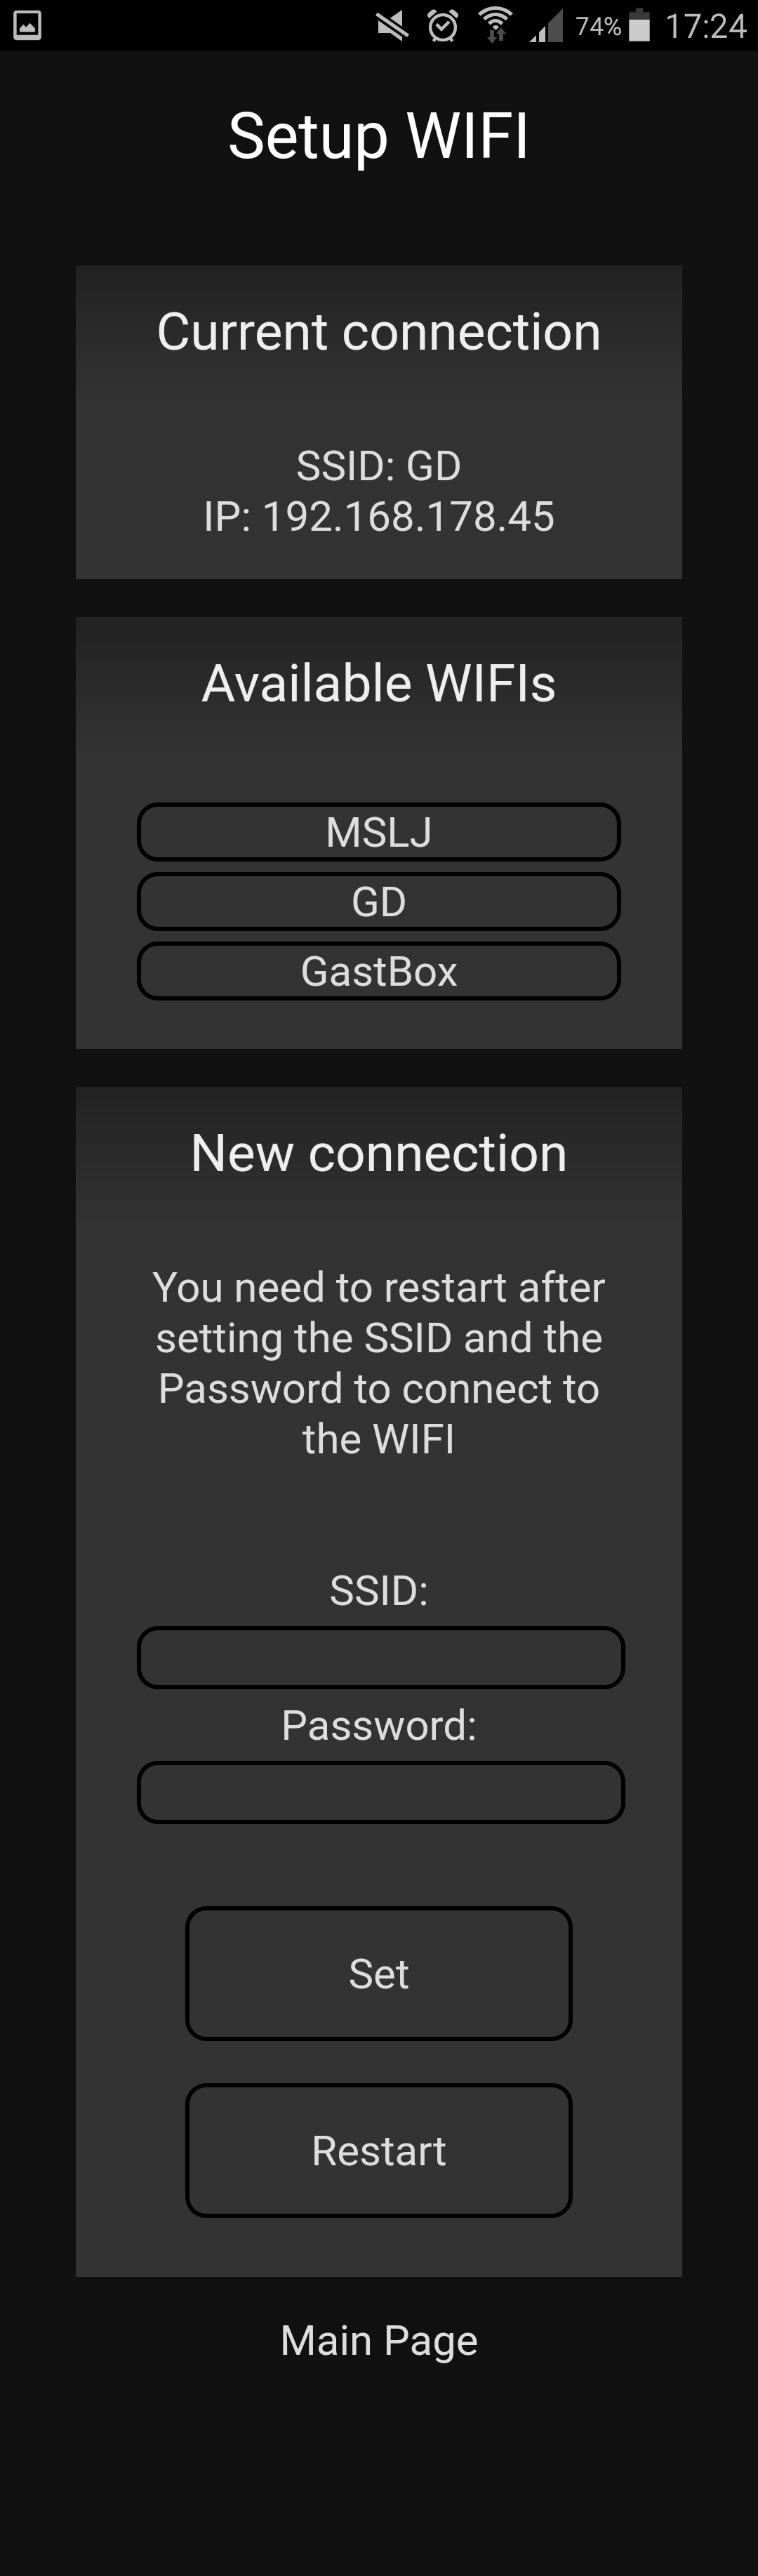 74% 17:24
Setup WIFI
Current connection
SSID: GD
IP: 192.168.178.45
Available WIFIs
MSLJ
GD
GastBox
New connection
You need to restart after
setting the SSID and the
Password to connect to
the WIFI
SSID:
Password:
Set
Restart
Main Page